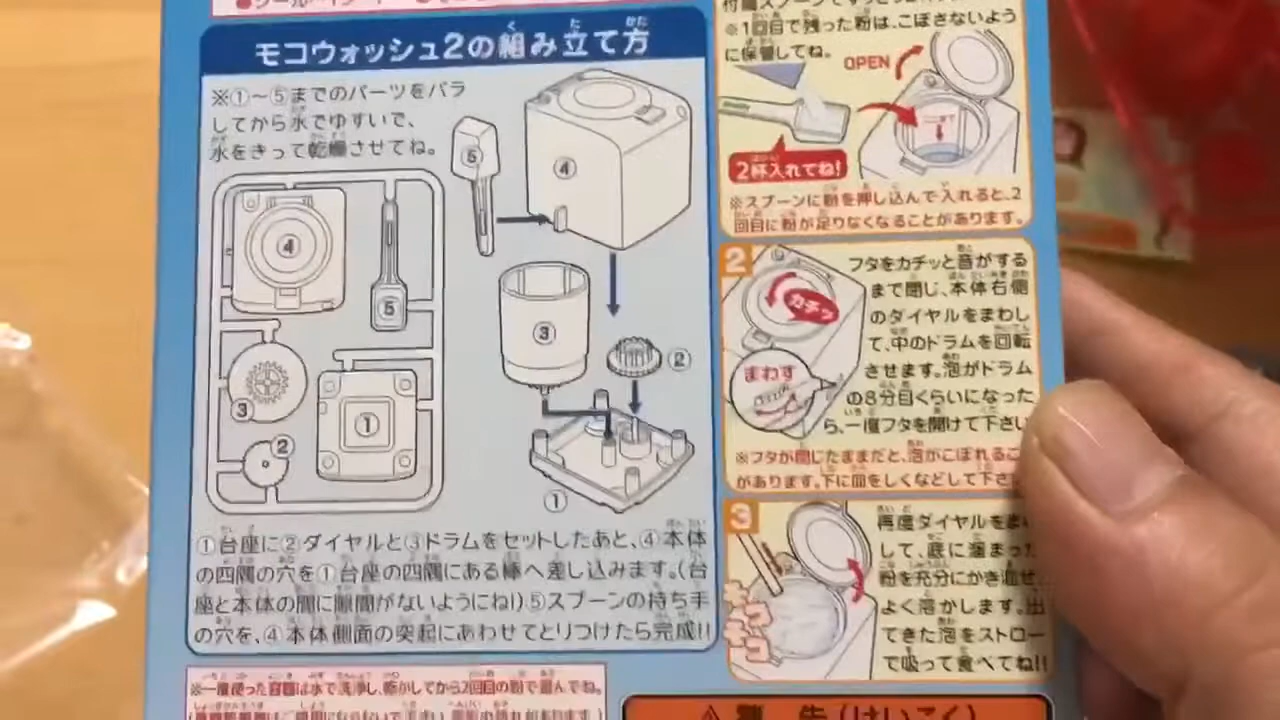 モコウォッシュ2の組み立て方
※①～⑤までのパーツをバラ
してから水でゆすいで、
水をきって乾燥させてね。
④
⑤
③
②
①
⑤
④
③
②
①
①台座に②ダイヤルと③ドラムをセットしたあと、④本体
の四隅の穴を①台座の四隅にある棒へ差し込みます。(台
座と本体の間に隙間がないようにね!)⑤スプーンの持ち手
の穴を、④本体側面の突起にあわせてとりつけたら完成!!
※一度使った容器は水で洗浄し、乾かしてから2回目の粉で遊んでね。
※1回目で残った粉は、こぼさないよう
に保管してね。
OPEN
ここまで
2杯入れてね!
※スプーンに粉を押し込んで入れると、2
回目に粉が足りなくなることがあります。
2
フタをカチッと音がする
まで閉じ、本体右側
のダイヤルをまわし
て、中のドラムを回転
させます。泡がドラム
の8分目くらいになった
ら、一度フタを開けて下さい
カチッ
まわす
※フタが閉じたままだと、泡がこぼれるこ
があります。下に皿をしくなどして下さ
3
再度ダイヤルをまわ
して、底に溜まった
粉を充分にかき混ぜ
よく溶かします。出
てきた泡をストロー
で吸って食べてね!!
モコモコ
警告(けいこく)